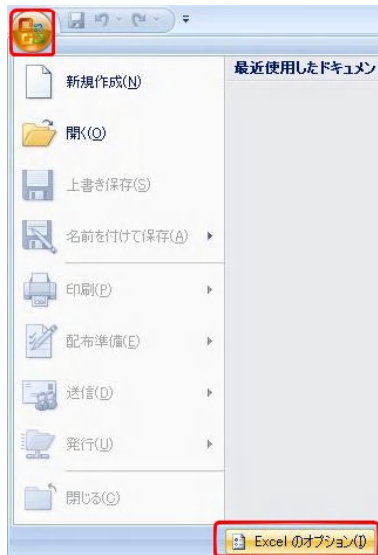 最近使用したドキュメン
新規作成(N)
開く(O)
上書き保存(S)
名前を付けて保存(A)
印刷(P)
配布準備(E)
送信(D)
発行(U)
閉じる(C)
Excel のオプション(I)